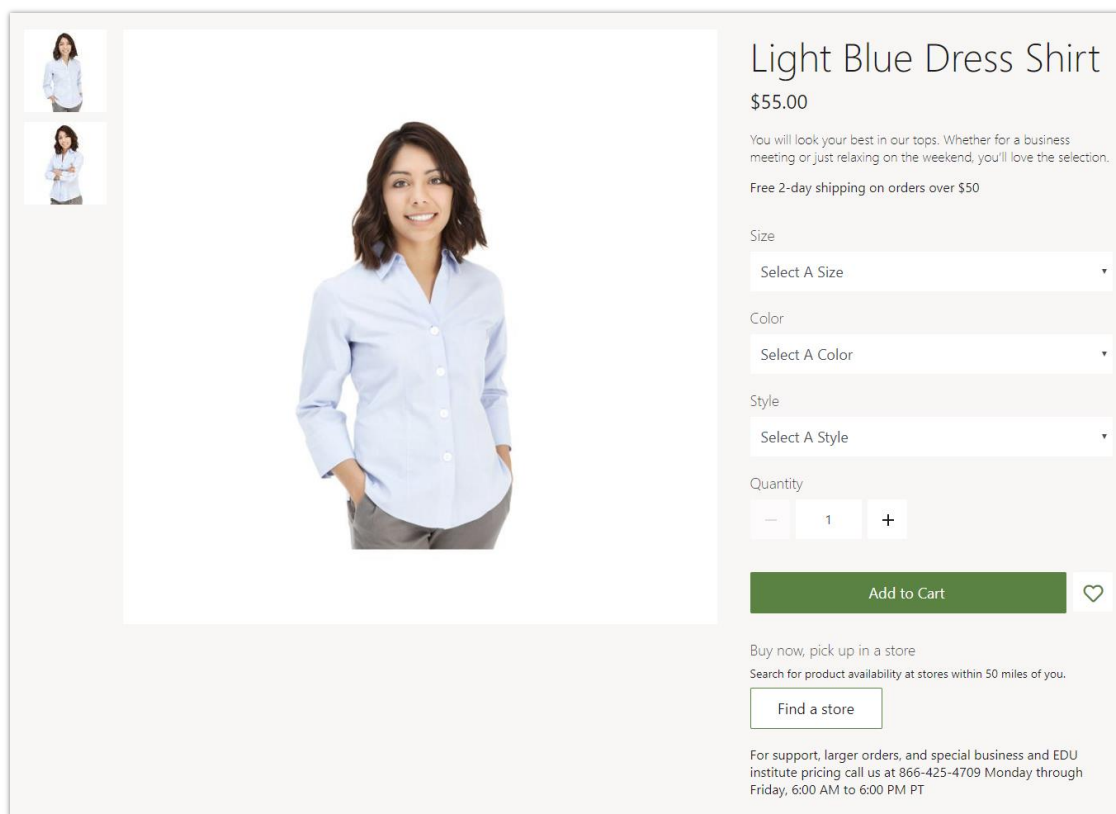 Light Blue Dress Shirt
$55.00
You will look your best in our tops. Whether for a business
meeting or just relaxing on the weekend, you'll love the selection.
Free 2-day shipping on orders over $50
Size
Select A Size
Color
Select A Color
Style
Select A Style
Quantity
1
Add to Cart
Buy now, pick up in a store
Search for product availability at stores within 50 miles of you.
Find a store
For support, larger orders, and special business and EDU
institute pricing call us at 866-425-4709 Monday through
Friday, 6:00 AM to 6:00 PM PT